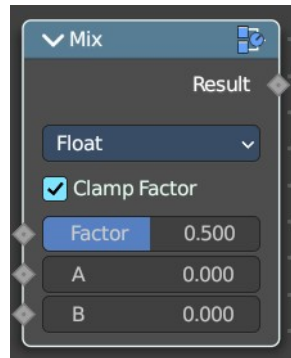 Mix
Result
Float
Clamp Factor
Factor 0.500
A 0.000
B 0.000